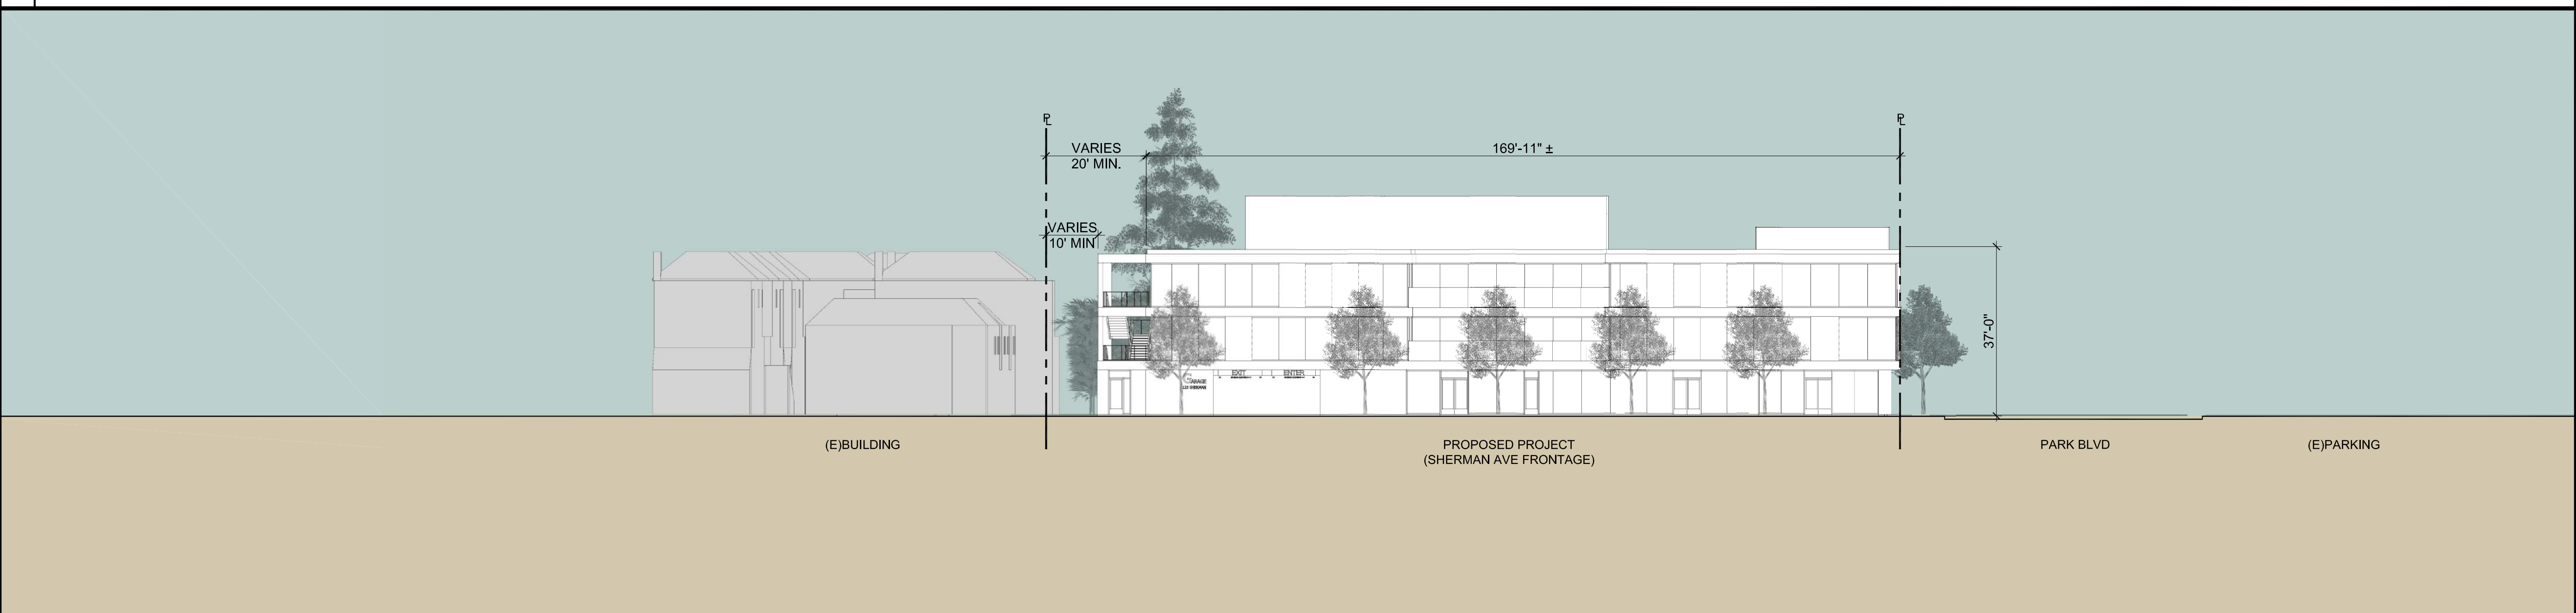 PL
PL
VARIES
20' MIN.
169'-11" ±
VARIES
10' MIN
37'-0"
EXIT
ENTER
GARAGE
(E)BUILDING
PROPOSED PROJECT
(SHERMAN AVE FRONTAGE)
PARK BLVD
(E)PARKING